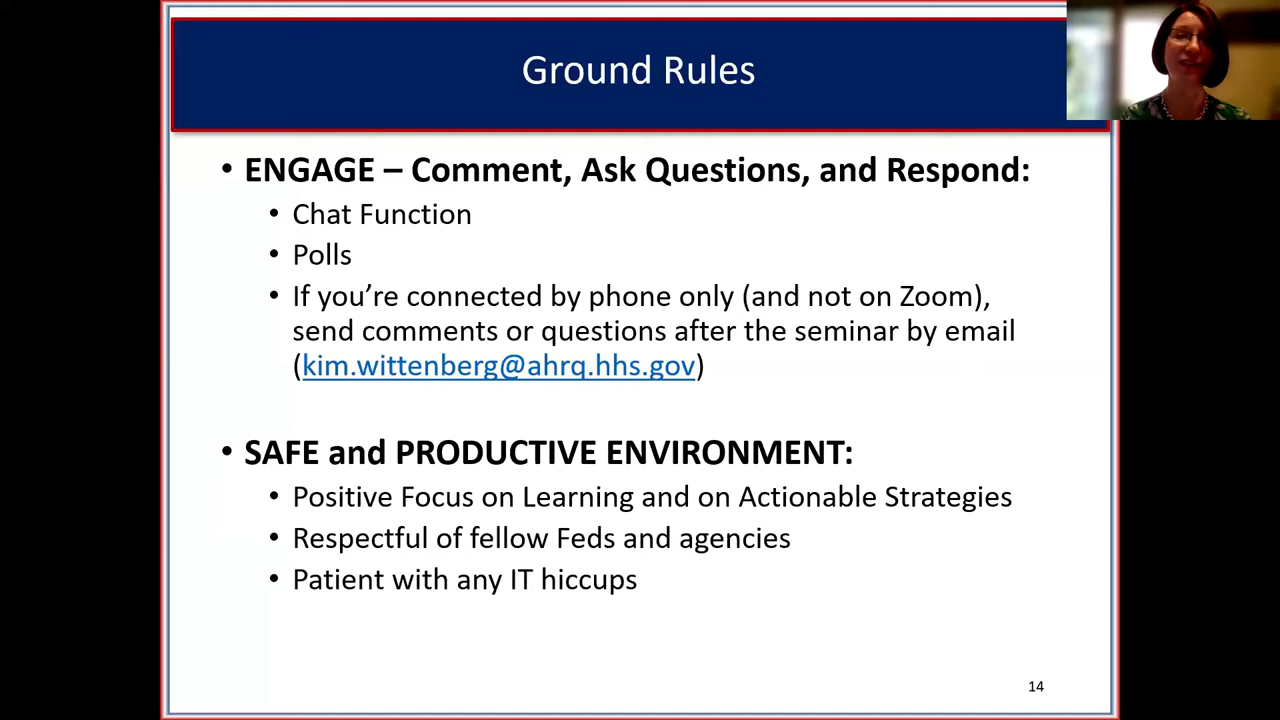 Ground Rules
• ENGAGE – Comment, Ask Questions, and Respond:
• Chat Function
• Polls
• If you’re connected by phone only (and not on Zoom),
send comments or questions after the seminar by email
(kim.wittenberg@ahrq.hhs.gov)
• SAFE and PRODUCTIVE ENVIRONMENT:
• Positive Focus on Learning and on Actionable Strategies
• Respectful of fellow Feds and agencies
• Patient with any IT hiccups
14